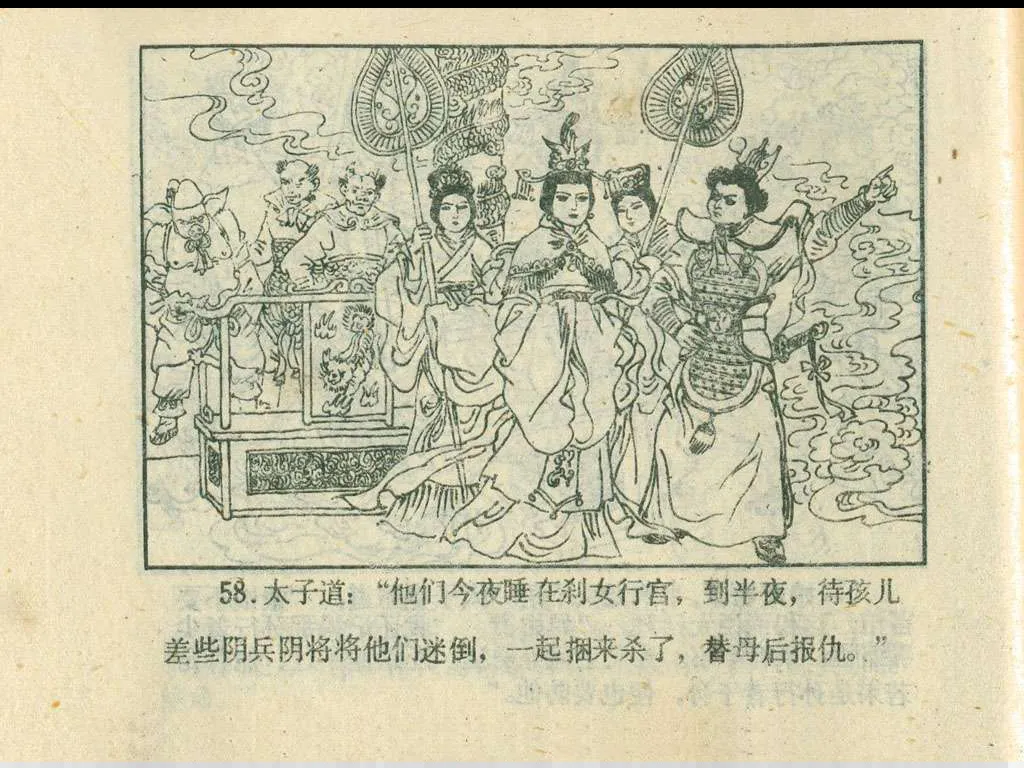 58. 太子道：“他们今夜睡在刹女行宫，到半夜，待孩儿
差些阴兵阴将将他们迷倒，一起捆来杀了，替母后报仇。”